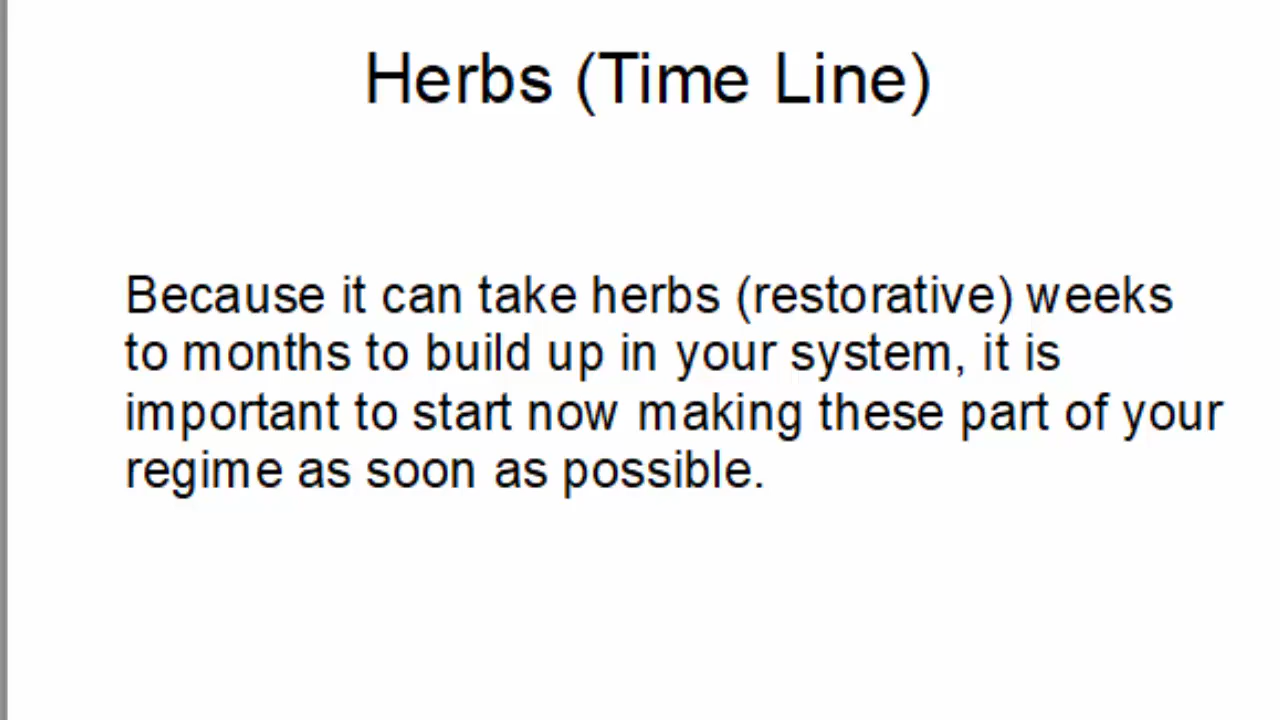 Herbs (Time Line)
Because it can take herbs (restorative) weeks
to months to build up in your system, it is
important to start now making these part of your
regime as soon as possible.